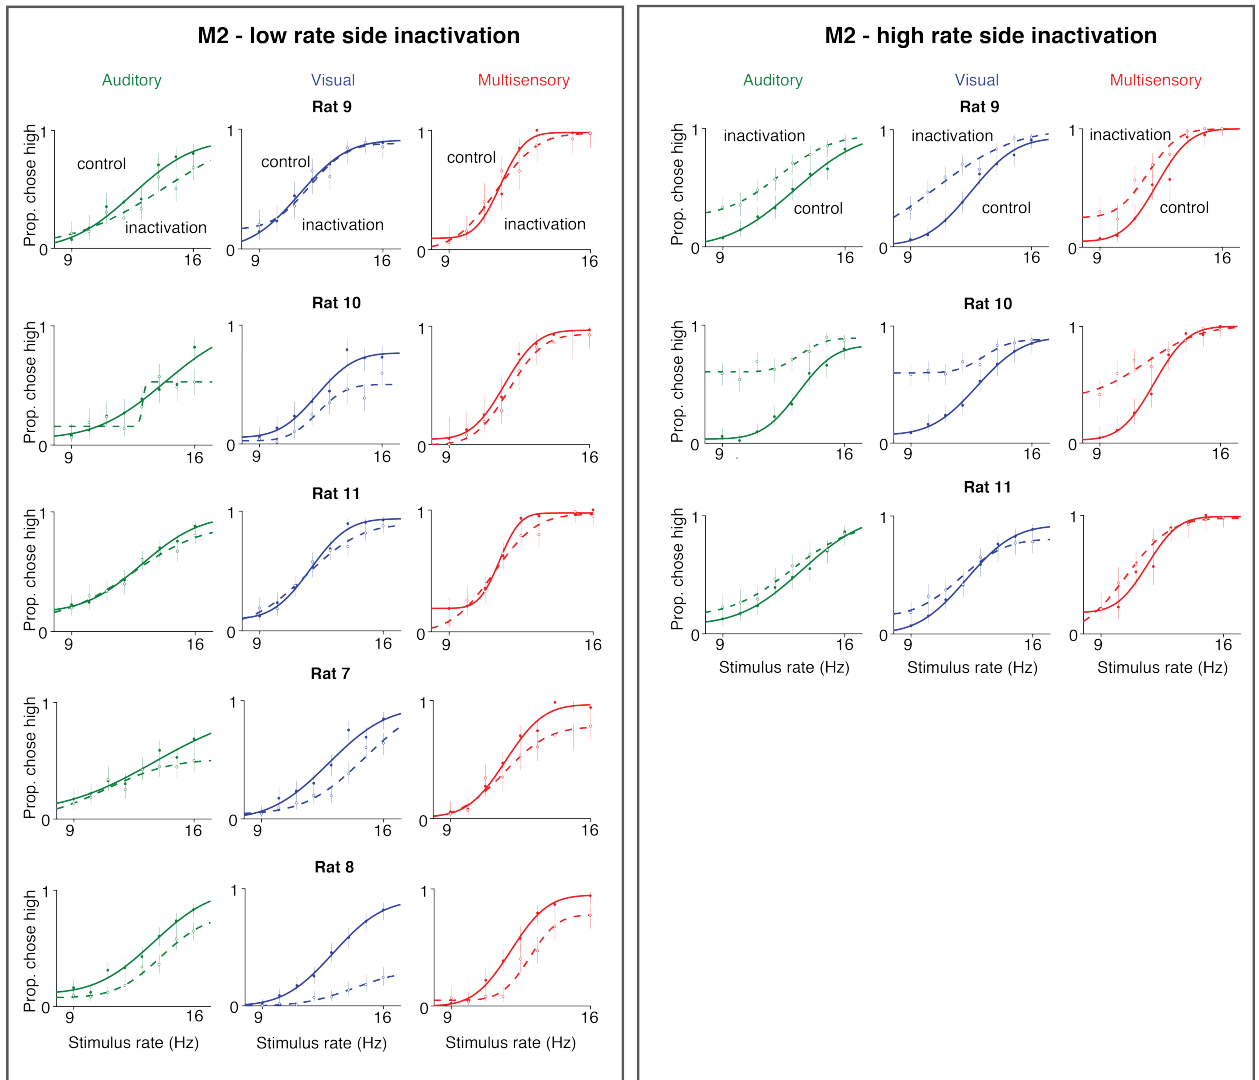 M2 - low rate side inactivation
Auditory Visual Multisensory
Rat 9
Prop. chose high
1 1 1
control control control
inactivation inactivation inactivation
0 0 0
9 16 9 16 9 16
Rat 10
Prop. chose high
1 1 1
0 0 0
9 16 9 16 9 16
Rat 11
Prop. chose high
1 1 1
0 0 0
9 16 9 16 9 16
Rat 7
Prop. chose high
1 1 1
0 0 0
9 16 9 16 9 16
Rat 8
Prop. chose high
1 1 1
0 0 0
9 16 9 16 9 16
Stimulus rate (Hz) Stimulus rate (Hz) Stimulus rate (Hz)
M2 - high rate side inactivation
Auditory Visual Multisensory
Rat 9
Prop. chose high
1 1 1
inactivation inactivation inactivation
control control control
0 0 0
9 16 9 16 9 16
Rat 10
Prop. chose high
1 1 1
0 0 0
9 16 9 16 9 16
Rat 11
Prop. chose high
1 1 1
0 0 0
9 16 9 16 9 16
Stimulus rate (Hz) Stimulus rate (Hz) Stimulus rate (Hz)